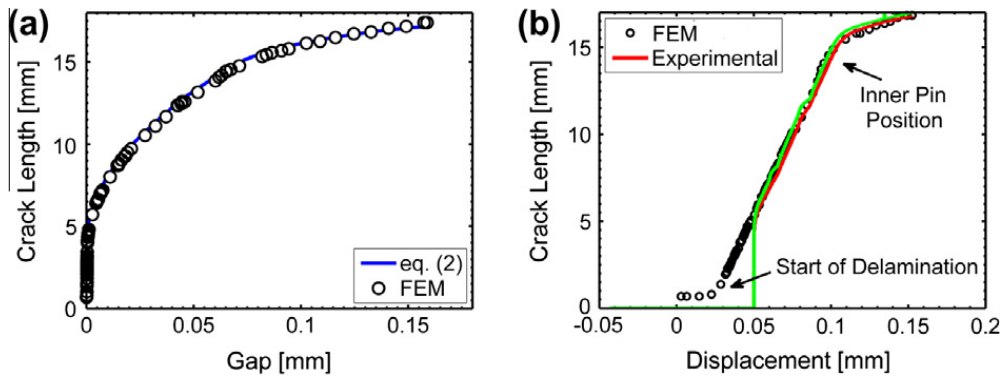 (a)
Crack Length [mm]
15
10
5
0
0
0.05
0.1
0.15
Gap [mm]
eq. (2)
FEM
(b)
Crack Length [mm]
15
10
5
0
-0.05
0
0.05
0.1
0.15
0.2
Displacement [mm]
FEM
Experimental
Inner Pin
Position
Start of Delamination